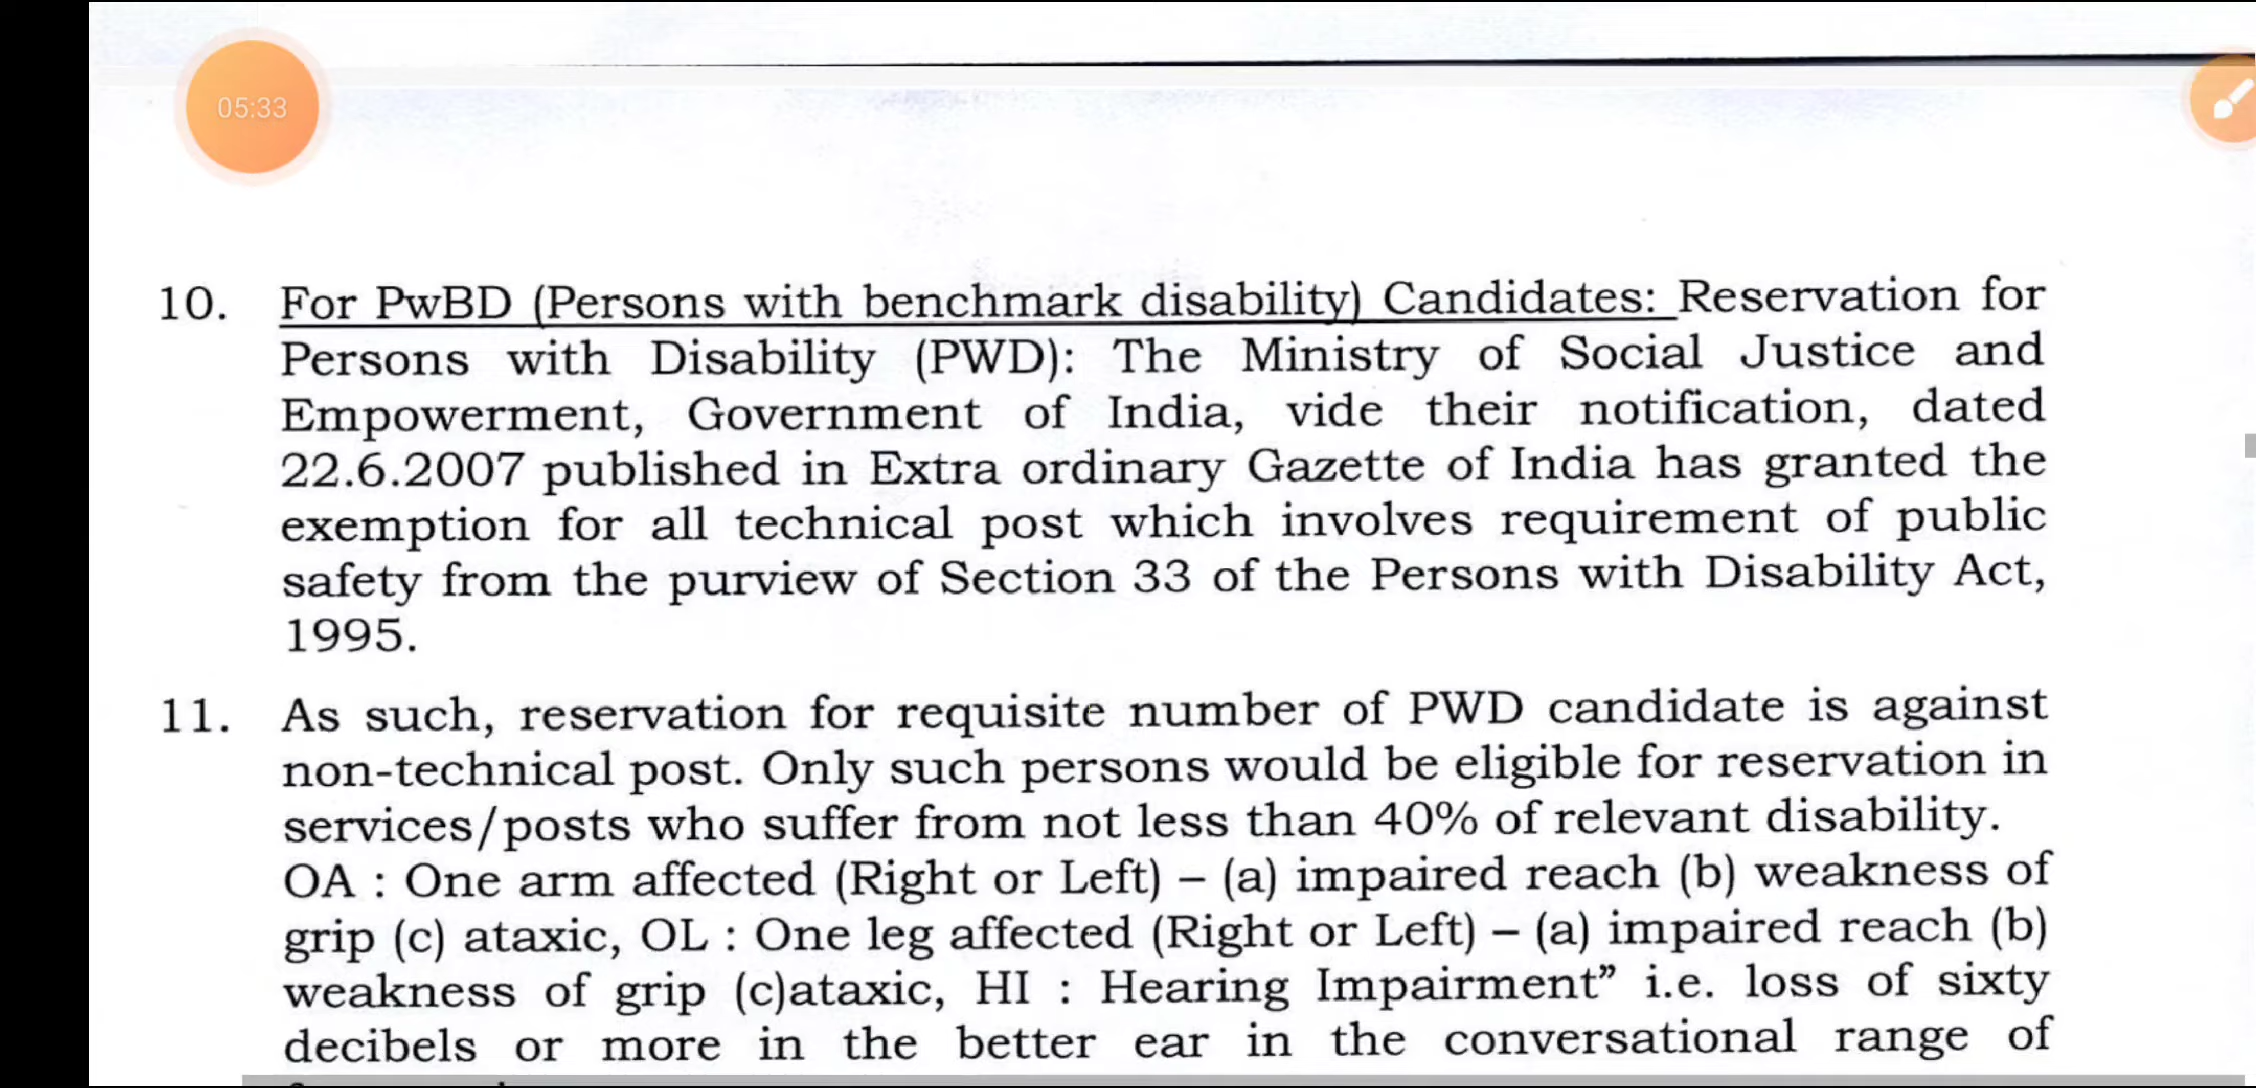 05:33
10. For PwBD (Persons with benchmark disability) Candidates: Reservation for
Persons with Disability (PWD): The Ministry of Social Justice and
Empowerment, Government of India, vide their notification, dated
22.6.2007 published in Extra ordinary Gazette of India has granted the
exemption for all technical post which involves requirement of public
safety from the purview of Section 33 of the Persons with Disability Act,
1995.
11. As such, reservation for requisite number of PWD candidate is against
non-technical post. Only such persons would be eligible for reservation in
services/posts who suffer from not less than 40% of relevant disability.
OA : One arm affected (Right or Left) – (a) impaired reach (b) weakness of
grip (c) ataxic, OL : One leg affected (Right or Left) – (a) impaired reach (b)
weakness of grip (c)ataxic, HI : Hearing Impairment” i.e. loss of sixty
decibels or more in the better ear in the conversational range of